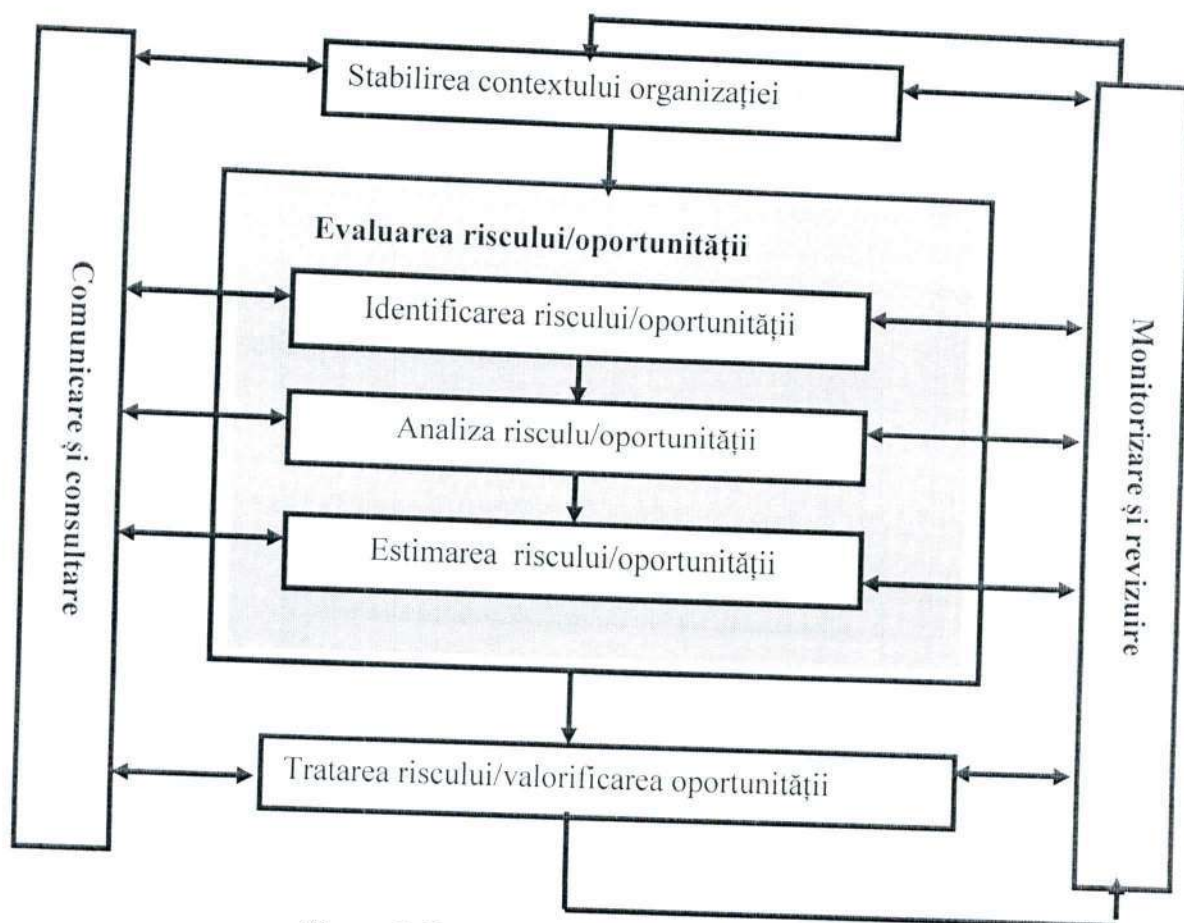 Stabilirea contextului organizației
Evaluarea riscului/oportunității
Identificarea riscului/oportunității
Analiza risculu/oportunității
Estimarea riscului/oportunității
Tratarea riscului/valorificarea oportunității
Comunicare și consultare
Monitorizare și revizuire